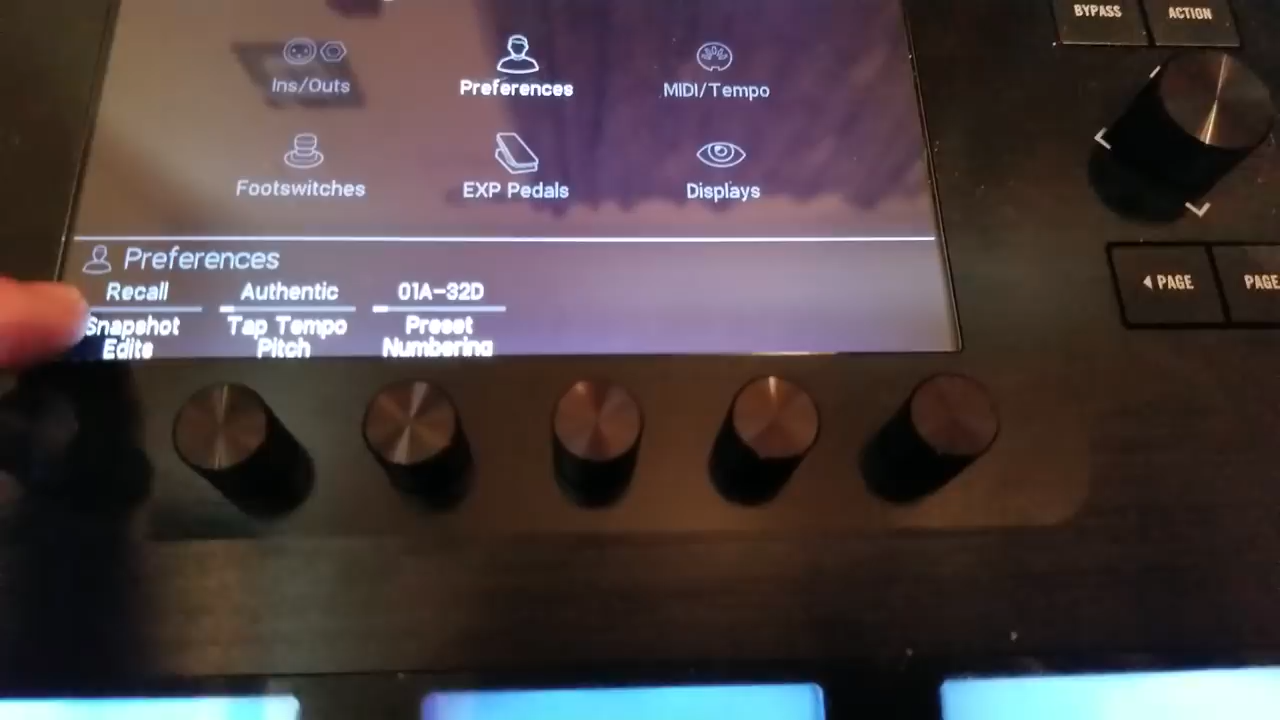 BYPASS ACTION
Ins/Outs Preferences MIDI/Tempo
Footswitches EXP Pedals Displays
Preferences
Recall Authentic 01A-32D
Snapshot Tap Tempo Preset
Edits Pitch Numbering
PAGE PAGE